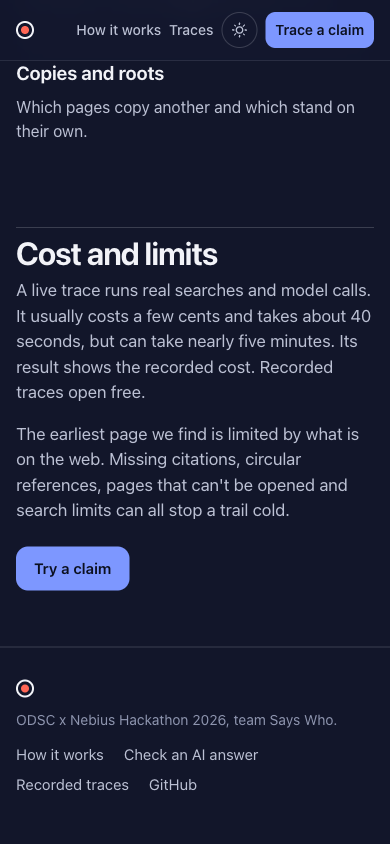 How it works Traces Trace a claim
Copies and roots
Which pages copy another and which stand on
their own.
Cost and limits
A live trace runs real searches and model calls.
It usually costs a few cents and takes about 40
seconds, but can take nearly five minutes. Its
result shows the recorded cost. Recorded
traces open free.
The earliest page we find is limited by what is
on the web. Missing citations, circular
references, pages that can't be opened and
search limits can all stop a trail cold.
Try a claim
ODSC x Nebius Hackathon 2026, team Says Who.
How it works Check an AI answer
Recorded traces GitHub